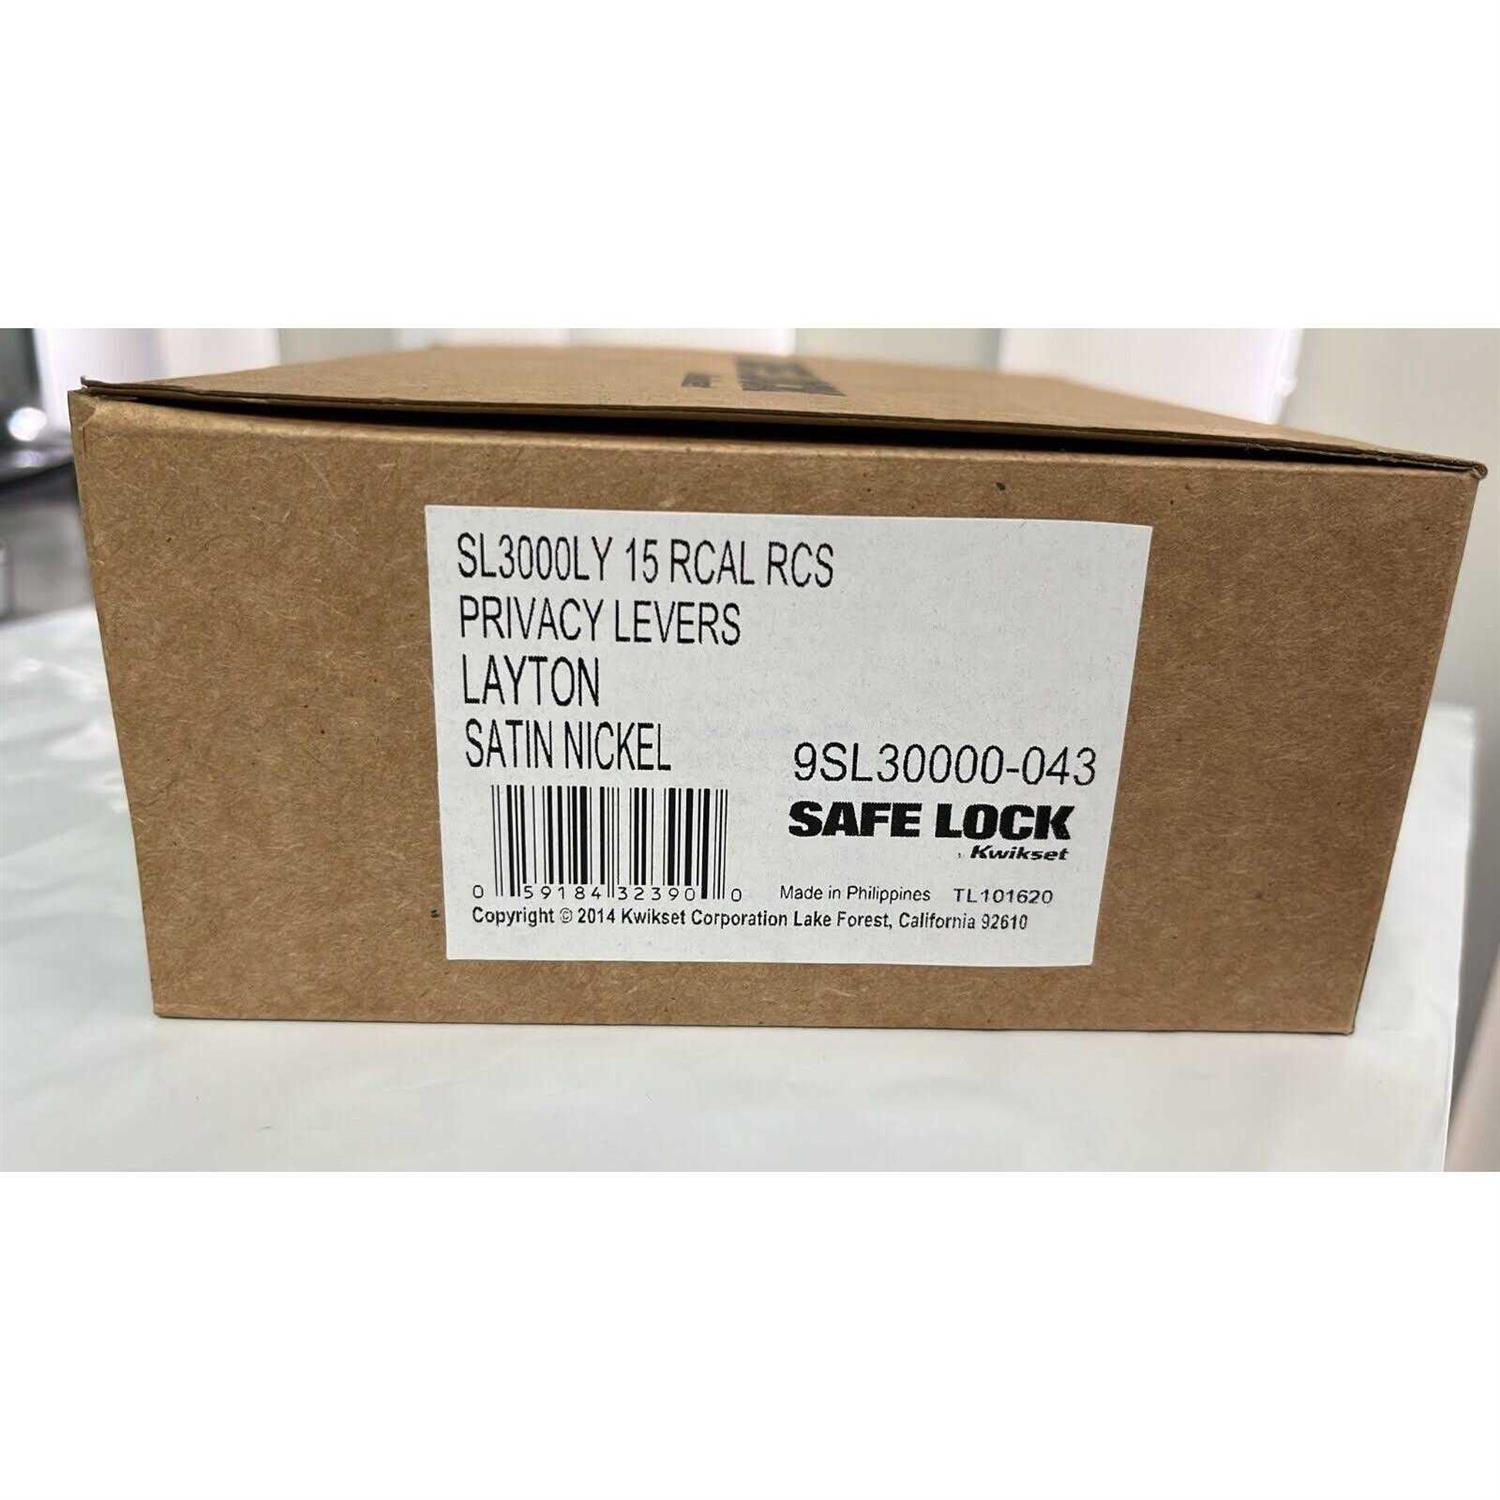 SL3000LY 15 RCAL RCS
PRIVACY LEVERS
LAYTON
SATIN NICKEL
9SL30000-043
SAFE LOCK
Kwikset
0 59184 32390 0
Made in Philippines TL101620
Copyright © 2014 Kwikset Corporation Lake Forest, California 92610